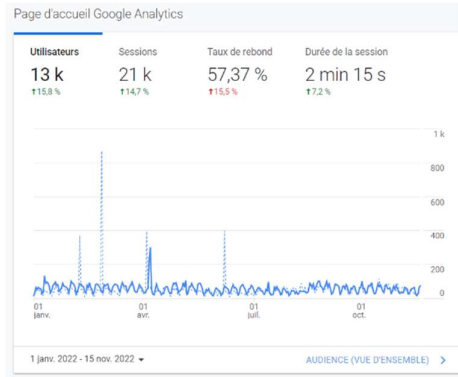 Page d'accueil Google Analytics
Utilisateurs Sessions Taux de rebond Durée de la session
13 k 21 k 57,37 % 2 min 15 s
↑15,8 % ↑14,7 % ↑15,5 % ↑7,2 %
1 k
800
600
400
200
0
01 01 01 01
janv. avr. juil. oct.
1 janv. 2022 - 15 nov. 2022
AUDIENCE (VUE D'ENSEMBLE)